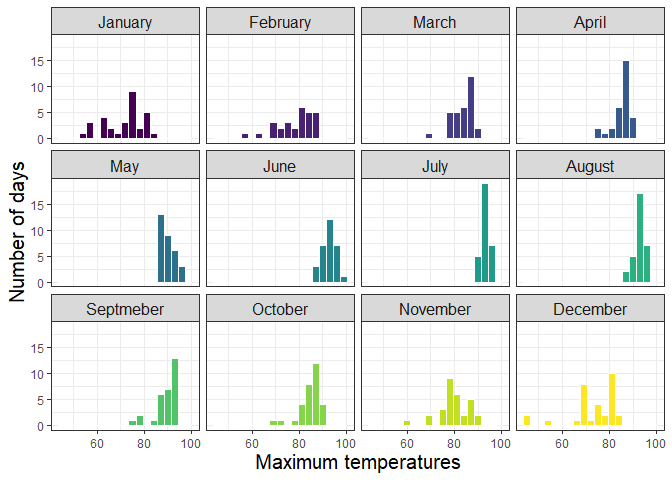 January February March April
15
10
5
0
May June July August
15
10
5
0
Number of days
Septmeber October November December
15
10
5
0
60 80 100 60 80 100 60 80 100 60 80 100
Maximum temperatures